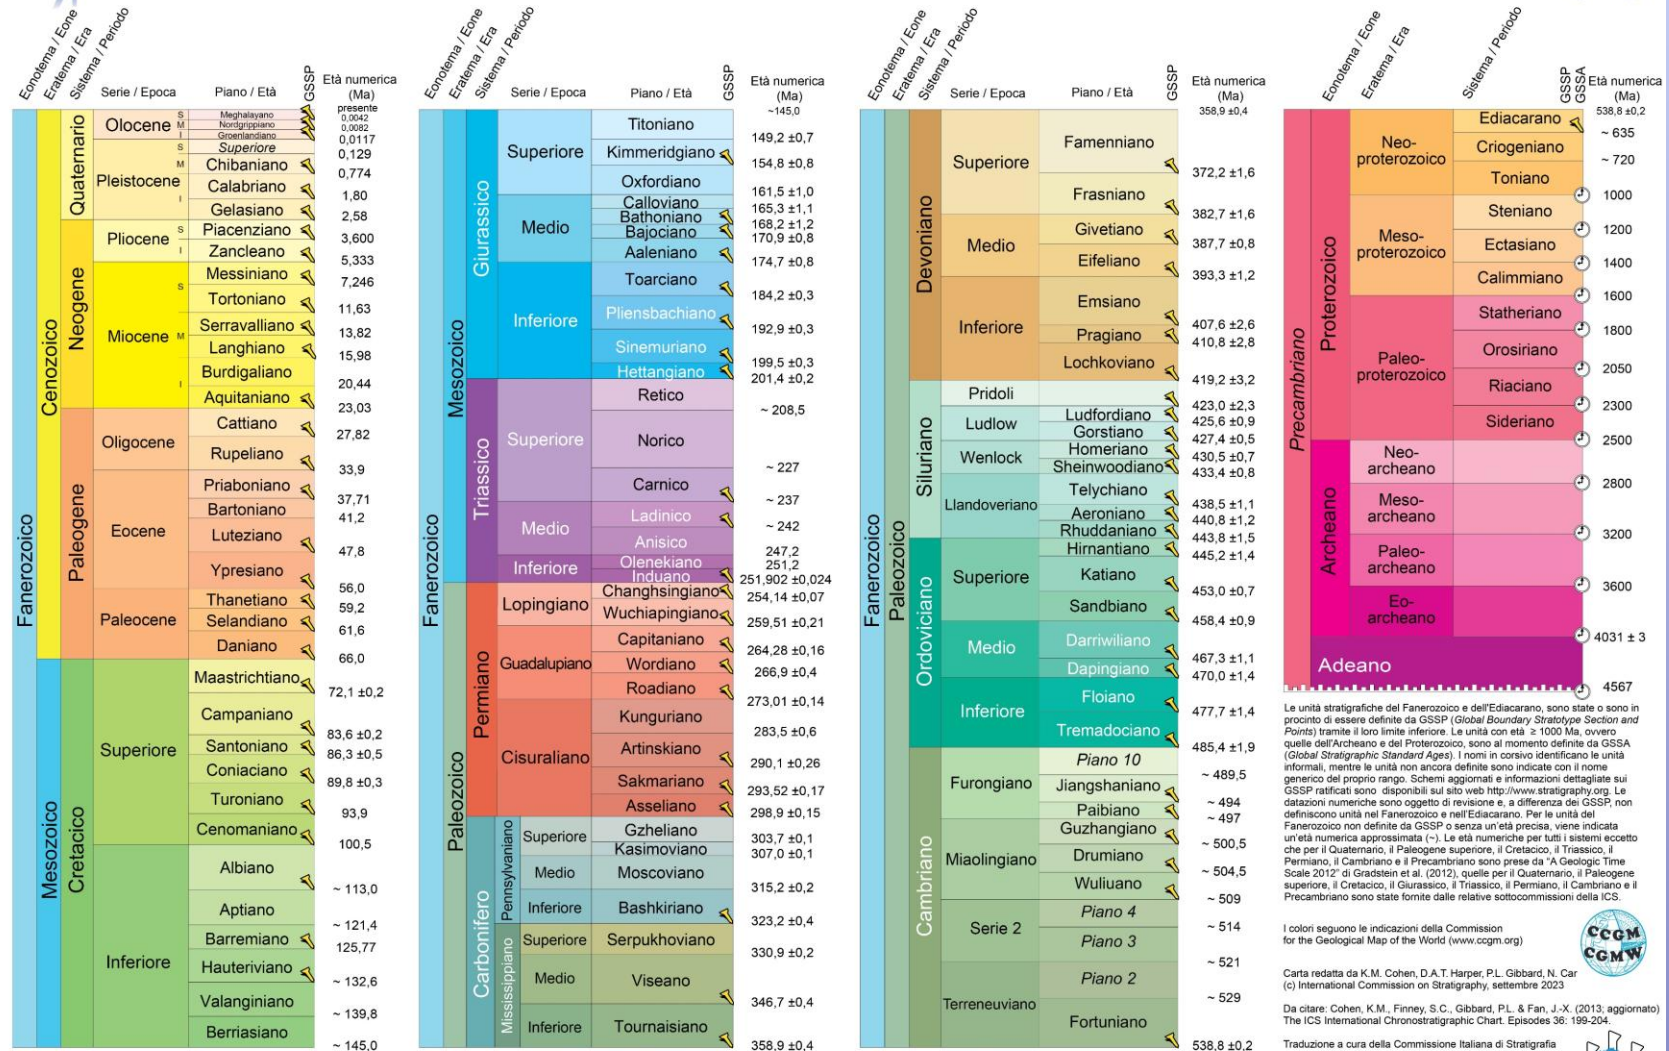 Eonotema / Eone
Eratema / Era
Sistema / Periodo
Serie / Epoca
Piano / Età
GSSP
Età numerica
(Ma)
Fanerozoico
Cenozoico
Quaternario
Olocene
S
M
I
Meghalayano
Nordgrippiano
Groenlandiano
presente
0,0042
0,0082
0,0117
Pleistocene
S
M
I
Superiore
0,129
Chibaniano
0,774
Calabriano
1,80
Gelasiano
2,58
Neogene
Pliocene
S
I
Piacenziano
3,600
Zancleano
5,333
Miocene
S
M
I
Messiniano
7,246
Tortoniano
11,63
Serravalliano
13,82
Langhiano
15,98
Burdigaliano
20,44
Aquitaniano
23,03
Paleogene
Oligocene
Cattiano
27,82
Rupeliano
33,9
Eocene
Priaboniano
37,71
Bartoniano
41,2
Luteziano
47,8
Ypresiano
56,0
Paleocene
Thanetiano
59,2
Selandiano
61,6
Daniano
66,0
Mesozoico
Cretacico
Superiore
Maastrichtiano
72,1 ±0,2
Campaniano
83,6 ±0,2
Santoniano
86,3 ±0,5
Coniaciano
89,8 ±0,3
Turoniano
93,9
Cenomaniano
100,5
Inferiore
Albiano
~ 113,0
Aptiano
~ 121,4
Barremiano
125,77
Hauteriviano
~ 132,6
Valanginiano
~ 139,8
Berriasiano
~ 145,0
Eonotema / Eone
Eratema / Era
Sistema / Periodo
Serie / Epoca
Piano / Età
GSSP
Età numerica
(Ma)
~145,0
Fanerozoico
Mesozoico
Giurassico
Superiore
Titoniano
149,2 ±0,7
Kimmeridgiano
154,8 ±0,8
Oxfordiano
161,5 ±1,0
Medio
Calloviano
165,3 ±1,1
Bathoniano
168,2 ±1,2
Bajociano
170,9 ±0,8
Aaleniano
174,7 ±0,8
Inferiore
Toarciano
184,2 ±0,3
Pliensbachiano
192,9 ±0,3
Sinemuriano
199,5 ±0,3
Hettangiano
201,4 ±0,2
Triassico
Superiore
Retico
~ 208,5
Norico
~ 227
Carnico
~ 237
Medio
Ladinico
~ 242
Anisico
247,2
Inferiore
Olenekiano
251,2
Induano
251,902 ±0,024
Paleozoico
Permiano
Lopingiano
Changhsingiano
254,14 ±0,07
Wuchiapingiano
259,51 ±0,21
Guadalupiano
Capitaniano
264,28 ±0,16
Wordiano
266,9 ±0,4
Roadiano
273,01 ±0,14
Cisuraliano
Kunguriano
283,5 ±0,6
Artinskiano
290,1 ±0,26
Sakmariano
293,52 ±0,17
Asseliano
298,9 ±0,15
Carbonifero
Pennsylvaniano
Superiore
Gzheliano
303,7 ±0,1
Kasimoviano
307,0 ±0,1
Medio
Moscoviano
315,2 ±0,2
Inferiore
Bashkiriano
323,2 ±0,4
Mississippiano
Superiore
Serpukhoviano
330,9 ±0,2
Medio
Viseano
346,7 ±0,4
Inferiore
Tournaisiano
358,9 ±0,4
Eonotema / Eone
Eratema / Era
Sistema / Periodo
Serie / Epoca
Piano / Età
GSSP
Età numerica
(Ma)
358,9 ±0,4
Fanerozoico
Paleozoico
Devoniano
Superiore
Famenniano
372,2 ±1,6
Frasniano
382,7 ±1,6
Medio
Givetiano
387,7 ±0,8
Eifeliano
393,3 ±1,2
Inferiore
Emsiano
407,6 ±2,6
Pragiano
410,8 ±2,8
Lochkoviano
419,2 ±3,2
Siluriano
Pridoli
423,0 ±2,3
Ludlow
Ludfordiano
425,6 ±0,9
Gorstiano
427,4 ±0,5
Wenlock
Homeriano
430,5 ±0,7
Sheinwoodiano
433,4 ±0,8
Llandoveriano
Telychiano
438,5 ±1,1
Aeroniano
440,8 ±1,2
Rhuddaniano
443,8 ±1,5
Ordoviciano
Superiore
Hirnantiano
445,2 ±1,4
Katiano
453,0 ±0,7
Sandbiano
458,4 ±0,9
Medio
Darriwiliano
467,3 ±1,1
Dapingiano
470,0 ±1,4
Inferiore
Floiano
477,7 ±1,4
Tremadociano
485,4 ±1,9
Cambriano
Furongiano
Piano 10
~ 489,5
Jiangshaniano
~ 494
Paibiano
~ 497
Miaolingiano
Guzhangiano
~ 500,5
Drumiano
~ 504,5
Wuliuano
~ 509
Serie 2
Piano 4
~ 514
Piano 3
~ 521
Terreneuviano
Piano 2
~ 529
Fortuniano
538,8 ±0,2
Eonotema / Eone
Eratema / Era
Sistema / Periodo
GSSP
GSSA
Età numerica
(Ma)
538,8 ±0,2
Precambriano
Proterozoico
Neo-
proterozoico
Ediacarano
~ 635
Criogeniano
~ 720
Toniano
1000
Meso-
proterozoico
Steniano
1200
Ectasiano
1400
Calimmiano
1600
Paleo-
proterozoico
Statheriano
1800
Orosiriano
2050
Riaciano
2300
Sideriano
2500
Archeano
Neo-
archeano
2800
Meso-
archeano
3200
Paleo-
archeano
3600
Eo-
archeano
4031 ± 3
Adeano
4567
Le unità stratigrafiche del Fanerozoico e dell'Ediacarano, sono state o sono in
procinto di essere definite da GSSP (Global Boundary Stratotype Section and
Points) tramite il loro limite inferiore. Le unità con età ≥ 1000 Ma, ovvero
quelle dell'Archeano e del Proterozoico, sono al momento definite da GSSA
(Global Stratigraphic Standard Ages). I nomi in corsivo identificano le unità
informali, mentre le unità non ancora definite sono indicate con il nome
generico del proprio rango. Schemi aggiornati e informazioni dettagliate sui
GSSP ratificati sono disponibili sul sito web http://www.stratigraphy.org. Le
datazioni numeriche sono oggetto di revisione e, a differenza dei GSSP, non
definiscono unità nel Fanerozoico e nell'Ediacarano. Per le unità del
Fanerozoico non definite da GSSP o senza un'età precisa, viene indicata
un'età numerica approssimata (~). Le età numeriche per tutti i sistemi eccetto
che per il Quaternario, il Paleogene superiore, il Cretacico, il Triassico, il
Permiano, il Cambriano e il Precambriano sono prese da "A Geologic Time
Scale 2012" di Gradstein et al. (2012), quelle per il Quaternario, il Paleogene
superiore, il Cretacico, il Giurassico, il Triassico, il Permiano, il Cambriano e il
Precambriano sono state fornite dalle relative sottocommissioni della ICS.
I colori seguono le indicazioni della Commission
for the Geological Map of the World (www.ccgm.org)
CCGM
CGMW
Carta redatta da K.M. Cohen, D.A.T. Harper, P.L. Gibbard, N. Car
(c) International Commission on Stratigraphy, settembre 2023
Da citare: Cohen, K.M., Finney, S.C., Gibbard, P.L. & Fan, J.-X. (2013; aggiornato)
The ICS International Chronostratigraphic Chart. Episodes 36: 199-204.
Traduzione a cura della Commissione Italiana di Stratigrafia